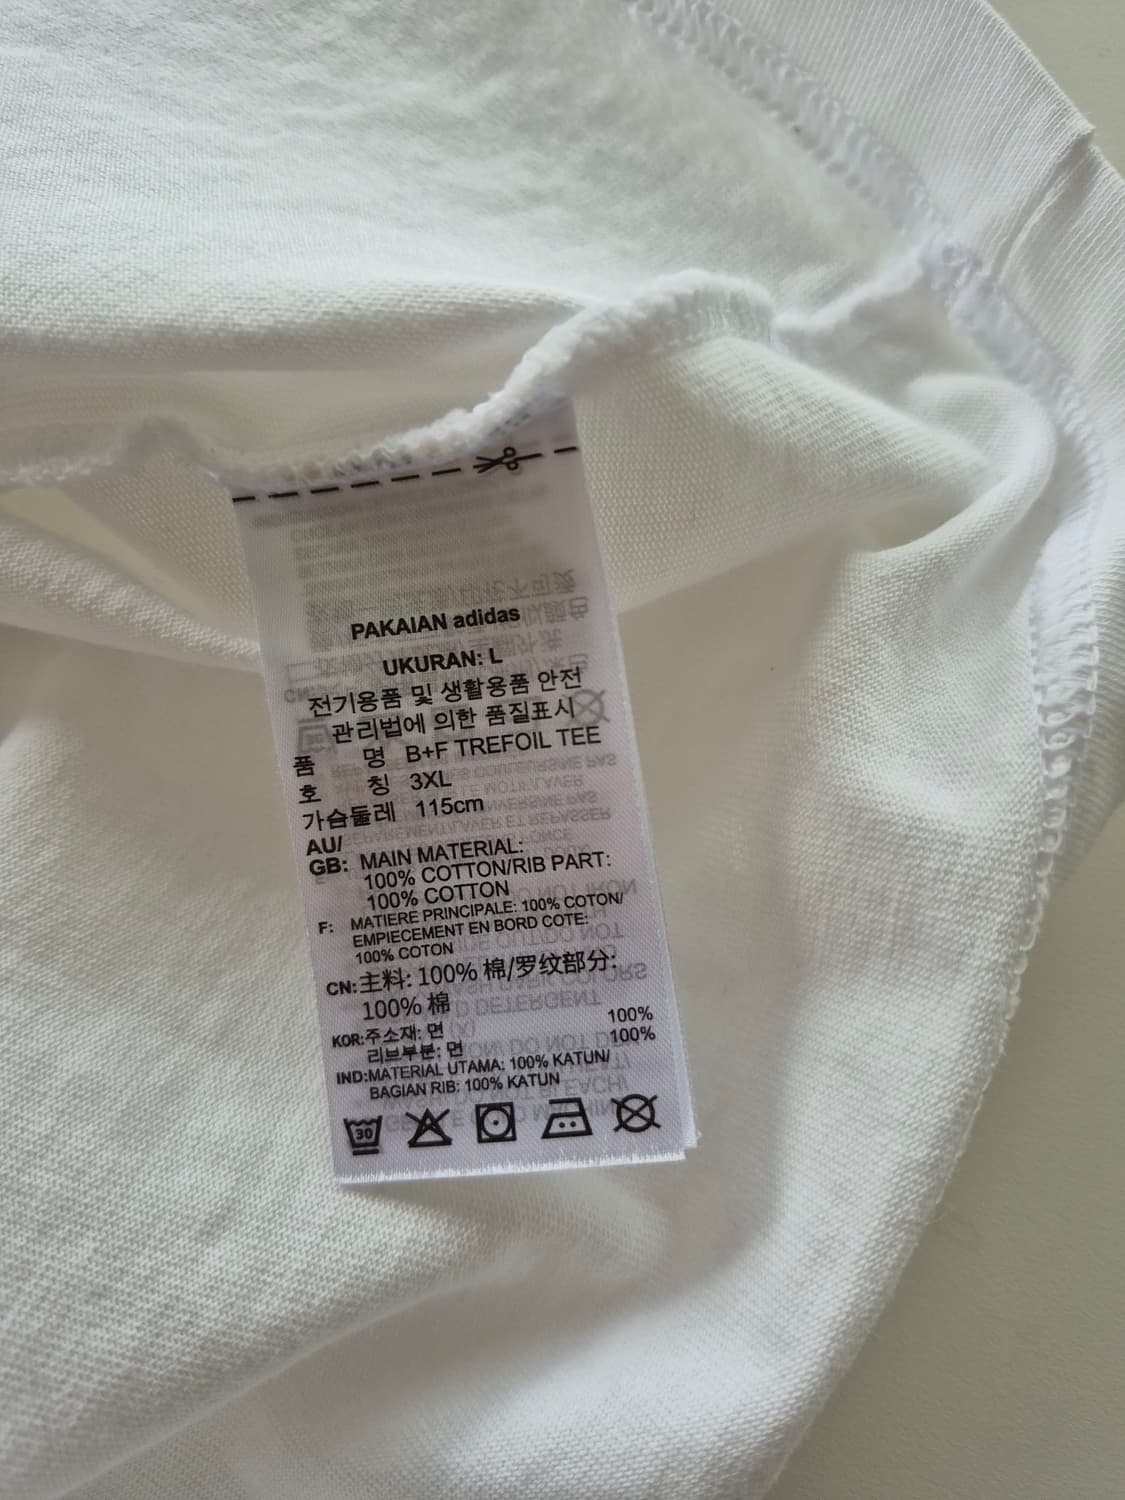 PAKAIAN adidas
UKURAN: L
전기용품 및 생활용품 안전
관리법에 의한 품질표시
품 명 B+F TREFOIL TEE
호 칭 3XL
가슴둘레 115cm
AU/
GB: MAIN MATERIAL:
100% COTTON/RIB PART:
100% COTTON
F: MATIERE PRINCIPALE: 100% COTON/
EMPIECEMENT EN BORD COTE:
100% COTON
CN: 主料: 100% 棉/罗纹部分:
100% 棉
KOR: 주소재: 면 100%
리브부분: 면 100%
IND: MATERIAL UTAMA: 100% KATUN/
BAGIAN RIB: 100% KATUN
30